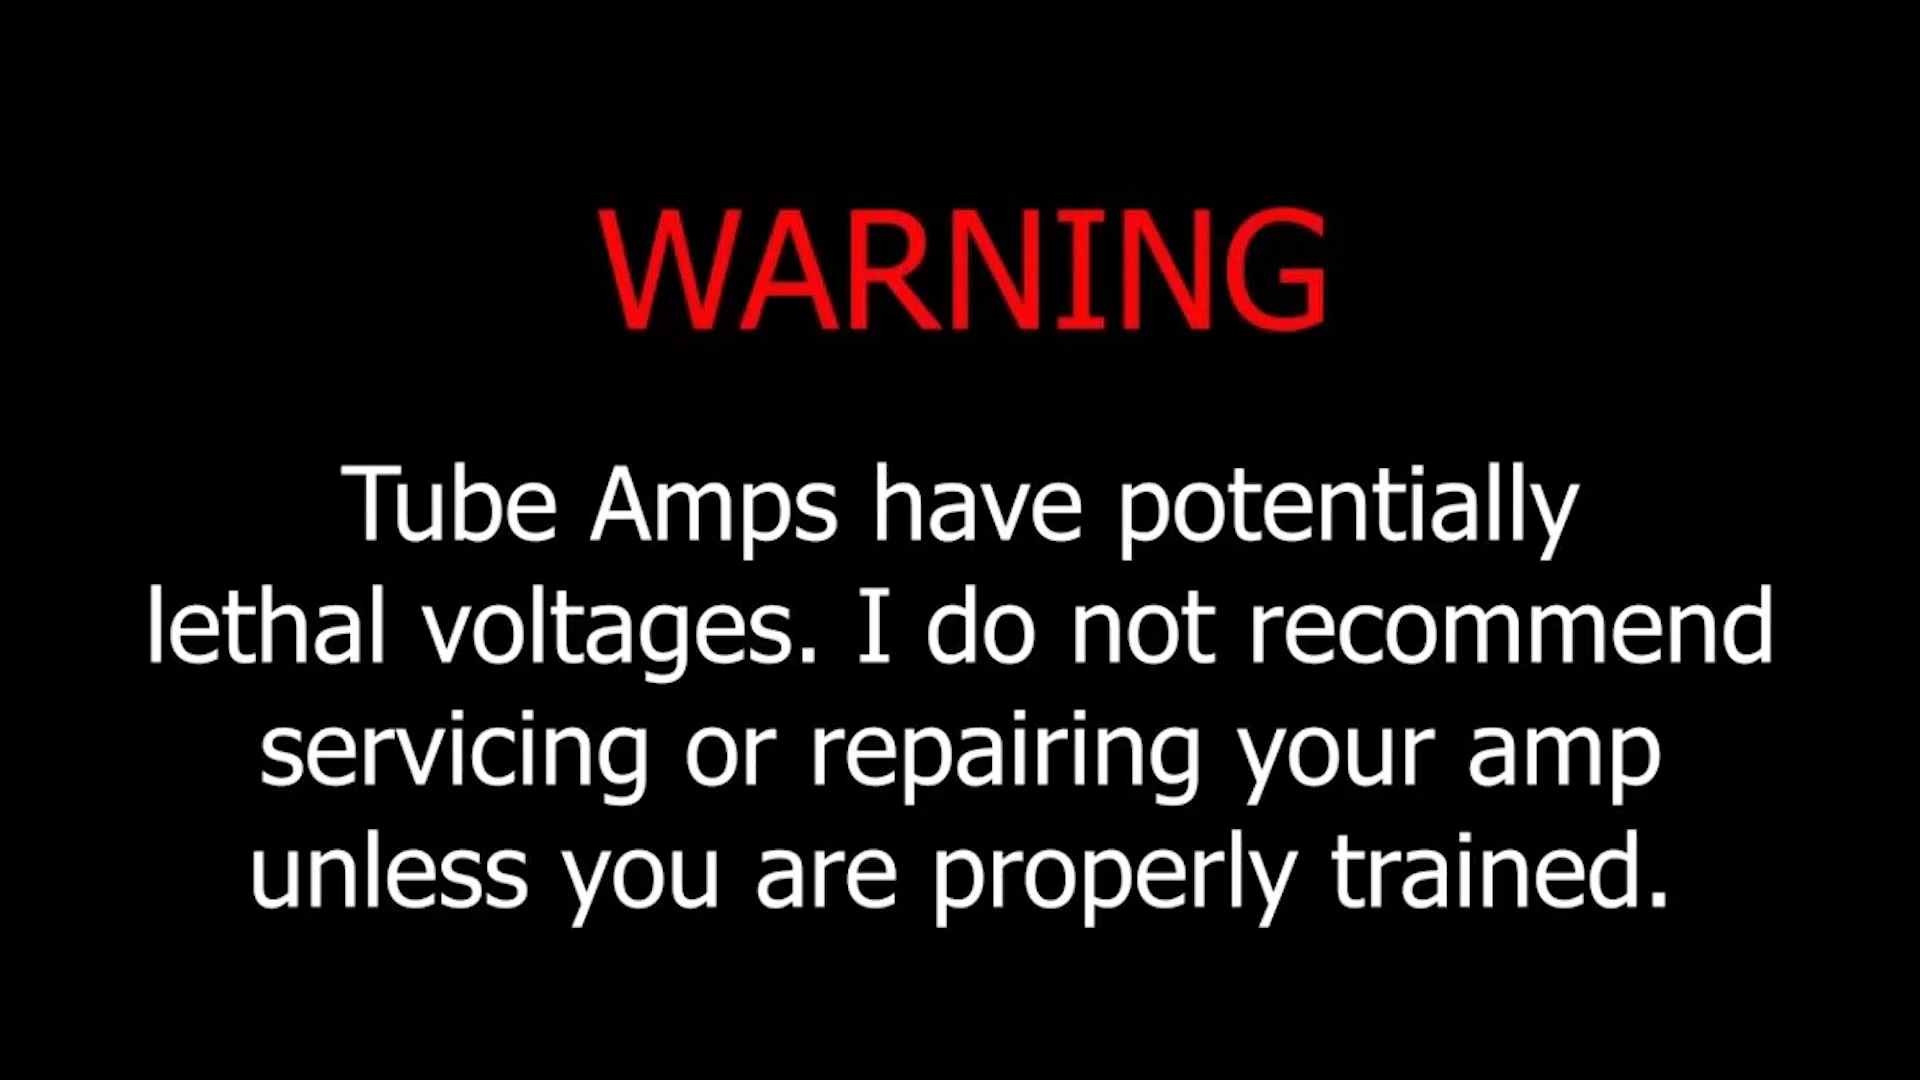 WARNING
Tube Amps have potentially
lethal voltages. I do not recommend
servicing or repairing your amp
unless you are properly trained.